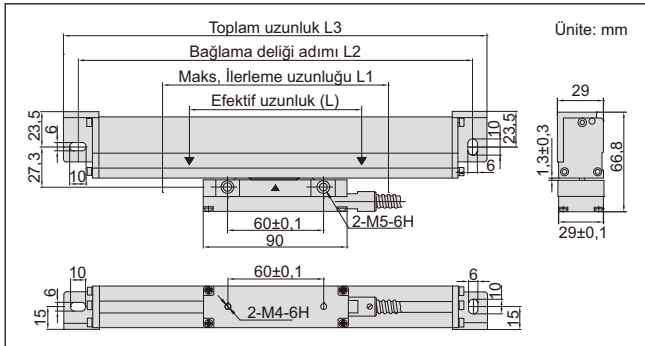 Toplam uzunluk L3
Ünite: mm
Bağlama deliği adımı L2
Maks, İlerleme uzunluğu L1
Efektif uzunluk (L)
29
23,5
6
10
23,5
27,3
10
6
1,3±0,3
66,8
2-M5-6H
60±0,1
90
29±0,1
10
60±0,1
6
6
10
2-M4-6H
15
15